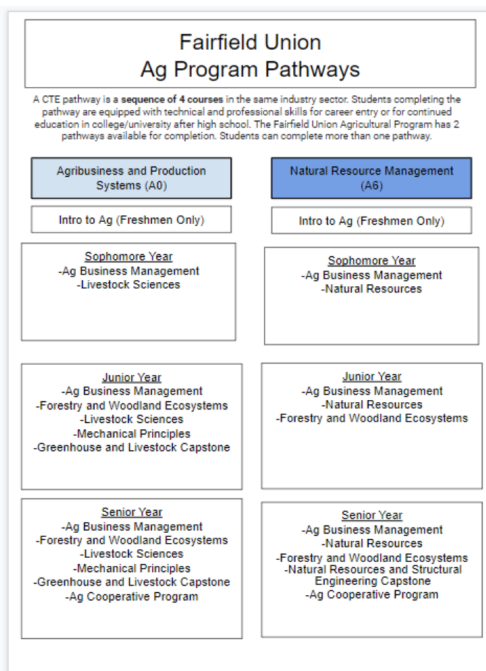 Fairfield Union
Ag Program Pathways
A CTE pathway is a sequence of 4 courses in the same industry sector. Students completing the
pathway are equipped with technical and professional skills for career entry or for continued
education in college/university after high school. The Fairfield Union Agricultural Program has 2
pathways available for completion. Students can complete more than one pathway.
Agribusiness and Production
Systems (A0)
Intro to Ag (Freshmen Only)
Sophomore Year
-Ag Business Management
-Livestock Sciences
Junior Year
-Ag Business Management
-Forestry and Woodland Ecosystems
-Livestock Sciences
-Mechanical Principles
-Greenhouse and Livestock Capstone
Senior Year
-Ag Business Management
-Forestry and Woodland Ecosystems
-Livestock Sciences
-Mechanical Principles
-Greenhouse and Livestock Capstone
-Ag Cooperative Program
Natural Resource Management
(A6)
Intro to Ag (Freshmen Only)
Sophomore Year
-Ag Business Management
-Natural Resources
Junior Year
-Ag Business Management
-Natural Resources
-Forestry and Woodland Ecosystems
Senior Year
-Ag Business Management
-Natural Resources
-Forestry and Woodland Ecosystems
-Natural Resources and Structural
Engineering Capstone
-Ag Cooperative Program